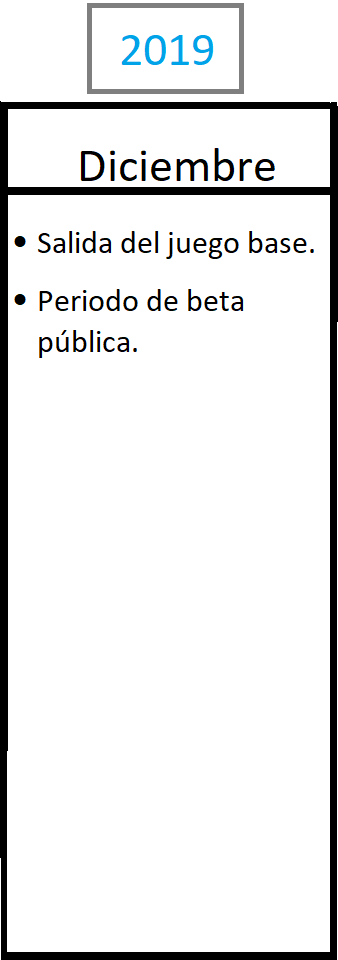 2019
Diciembre
• Salida del juego base.
• Periodo de beta
pública.